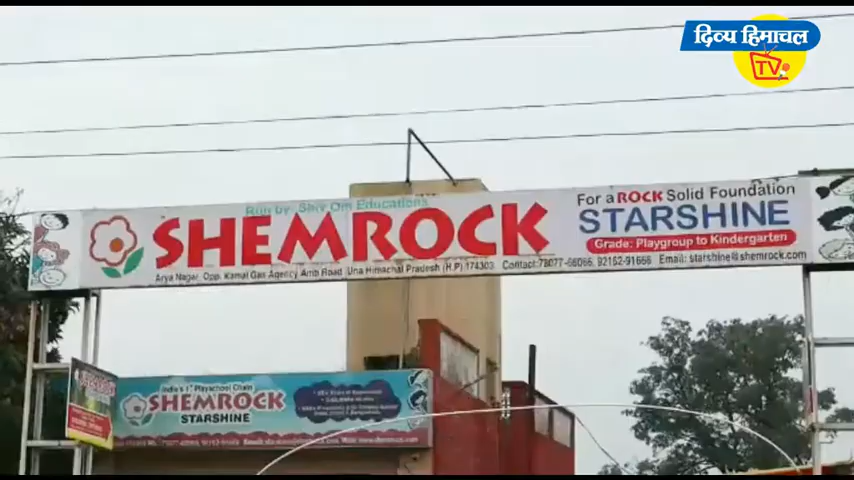 दिव्य हिमाचल
TV
Run by: Shiv Om Educations
SHEMROCK
For a ROCK Solid Foundation
STARSHINE
Grade: Playgroup to Kindergarten
Arya Nagar, Opp. Kamal Gas Agency Amb Road, Una Himachal Pradesh (H.P) 174303 Contact: 78077-66066, 92182-91666 Email: starshine@shemrock.com
India's 1st Playschool Chain
SHEMROCK
STARSHINE